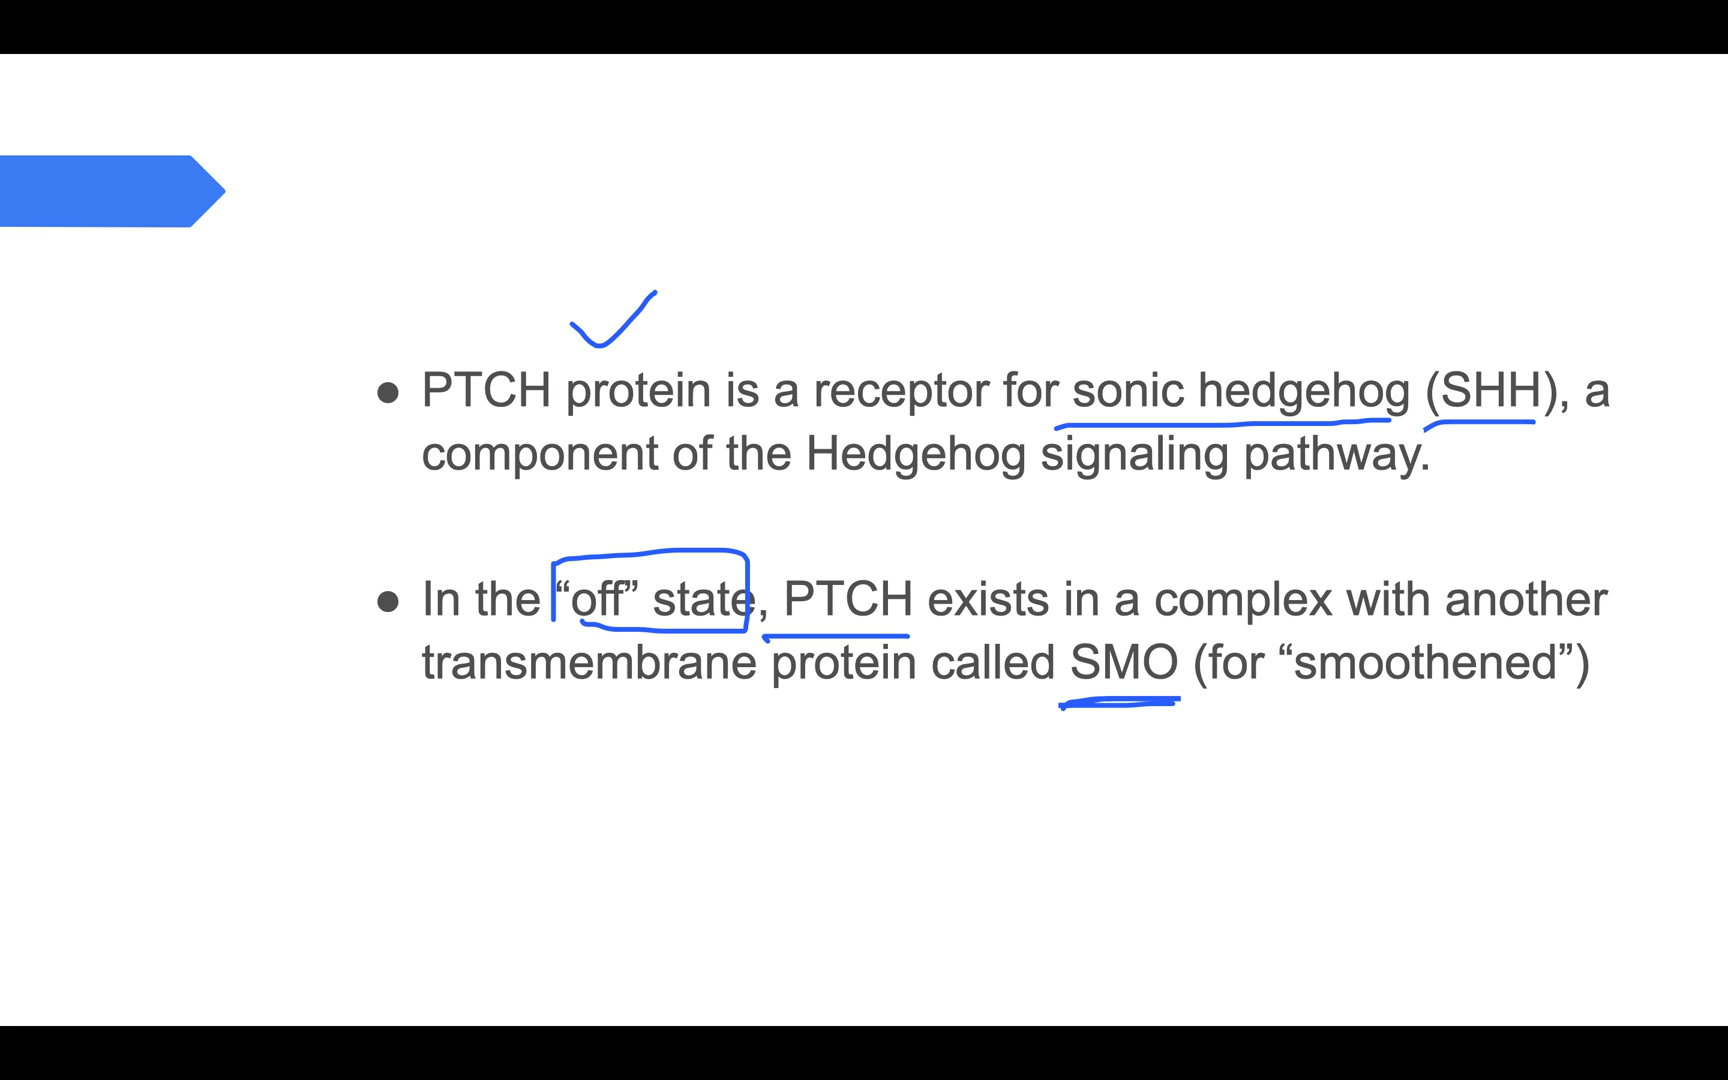 ● PTCH protein is a receptor for sonic hedgehog (SHH), a
component of the Hedgehog signaling pathway.
● In the “off” state, PTCH exists in a complex with another
transmembrane protein called SMO (for “smoothened”)